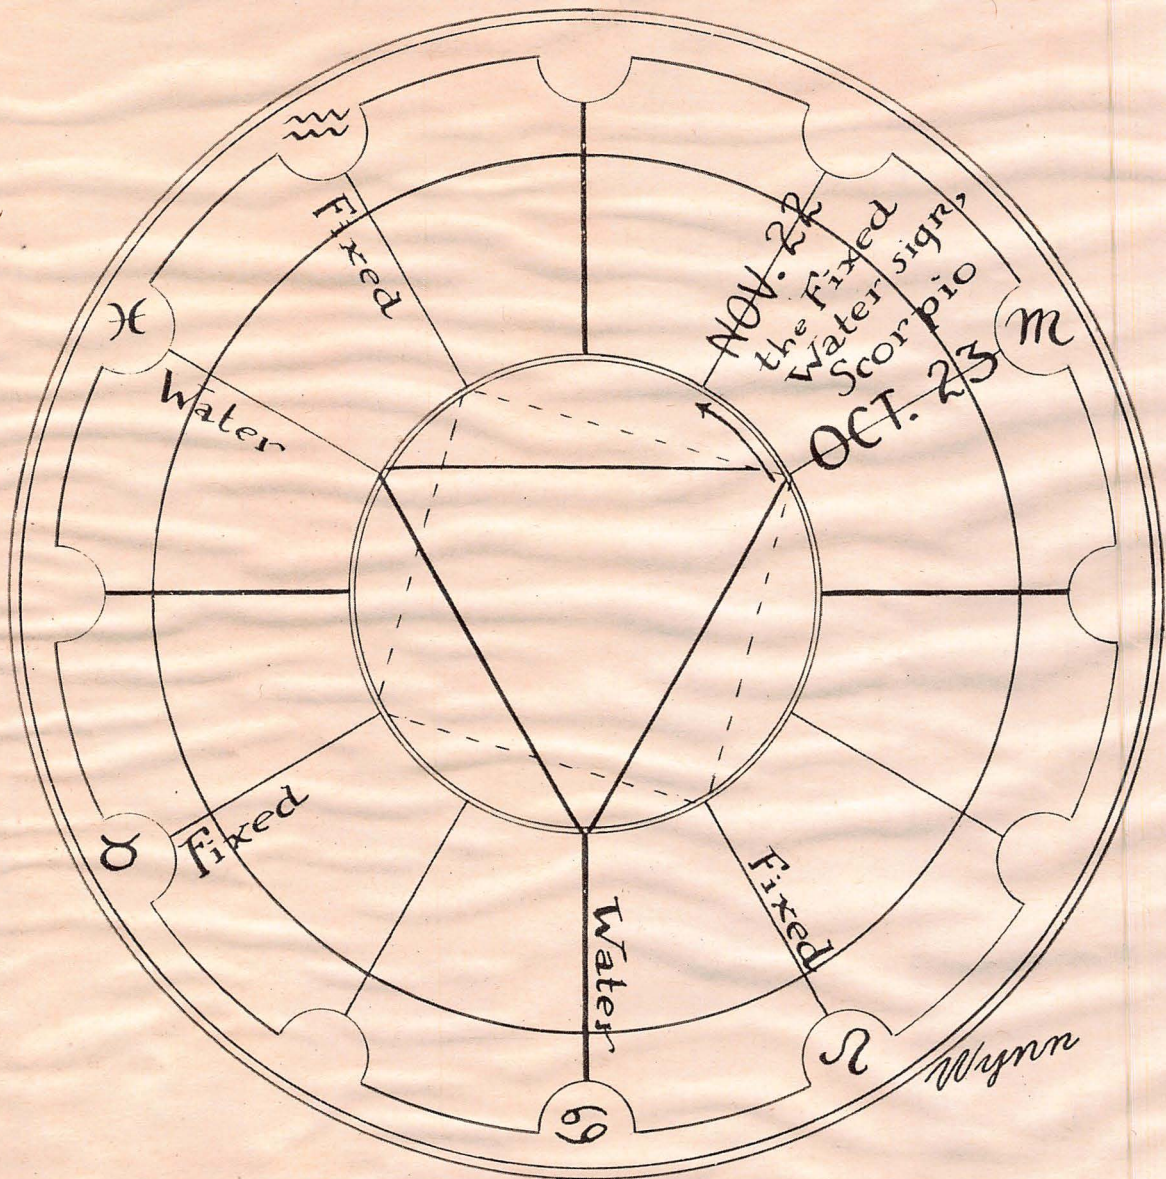 ♒
Fixed
♓
Water
NOV. 22
the Fixed
Water sign,
Scorpio
OCT. 23
♏
♉
Fixed
Water
♋
Fixed
♌
Wynn